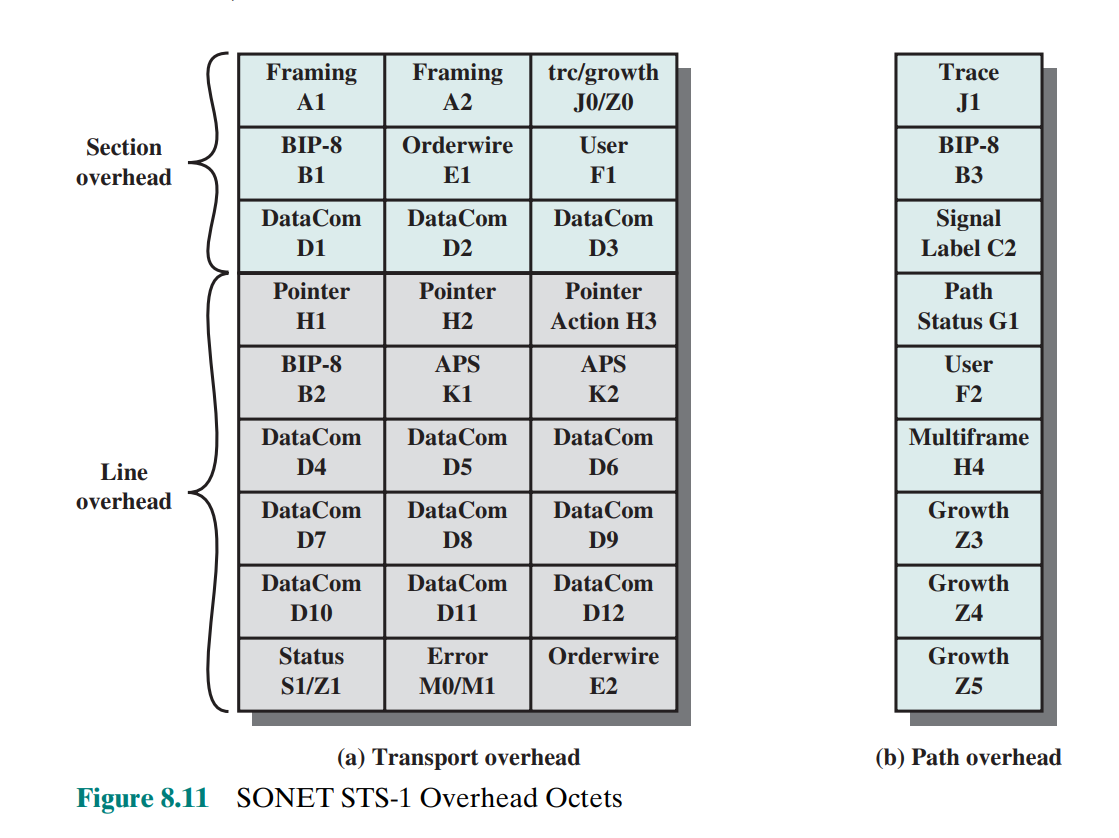 Framing
A1
Framing
A2
trc/growth
J0/Z0
BIP-8
B1
Orderwire
E1
User
F1
DataCom
D1
DataCom
D2
DataCom
D3
Section
overhead
Pointer
H1
Pointer
H2
Pointer
Action H3
BIP-8
B2
APS
K1
APS
K2
DataCom
D4
DataCom
D5
DataCom
D6
DataCom
D7
DataCom
D8
DataCom
D9
DataCom
D10
DataCom
D11
DataCom
D12
Status
S1/Z1
Error
M0/M1
Orderwire
E2
Line
overhead
(a) Transport overhead
Trace
J1
BIP-8
B3
Signal
Label C2
Path
Status G1
User
F2
Multiframe
H4
Growth
Z3
Growth
Z4
Growth
Z5
(b) Path overhead
Figure 8.11 SONET STS-1 Overhead Octets